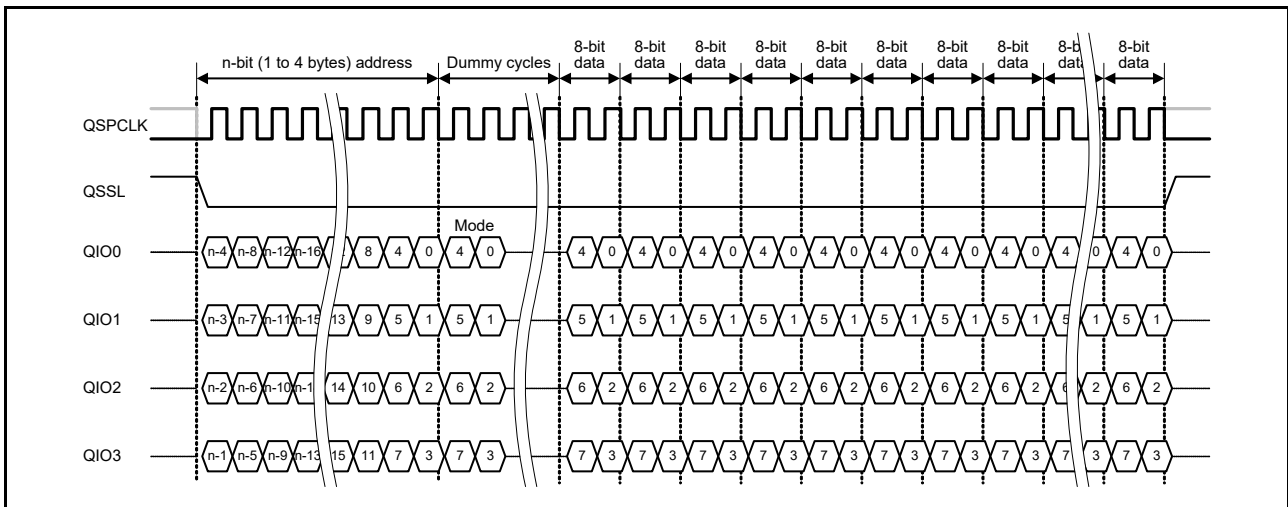 8-bit 8-bit 8-bit 8-bit 8-bit 8-bit 8-bit 8-bit 8-bit
n-bit (1 to 4 bytes) address Dummy cycles data data data data data data data data data data
QSPCLK
QSSL
Mode
QIO0 n-4 n-8 n-12 n-16 8 4 0 4 0 4 0 4 0 4 0 4 0 4 0 4 0 4 0 4 0 4 0 4 0
QIO1 n-3 n-7 n-11 n-15 13 9 5 1 5 1 5 1 5 1 5 1 5 1 5 1 5 1 5 1 5 1 5 1 5 1
QIO2 n-2 n-6 n-10 14 10 6 2 6 2 6 2 6 2 6 2 6 2 6 2 6 2 6 2 6 2 6 2 6 2
QIO3 n-1 n-5 n-9 n-13 15 11 7 3 7 3 7 3 7 3 7 3 7 3 7 3 7 3 7 3 7 3 7 3 7 3